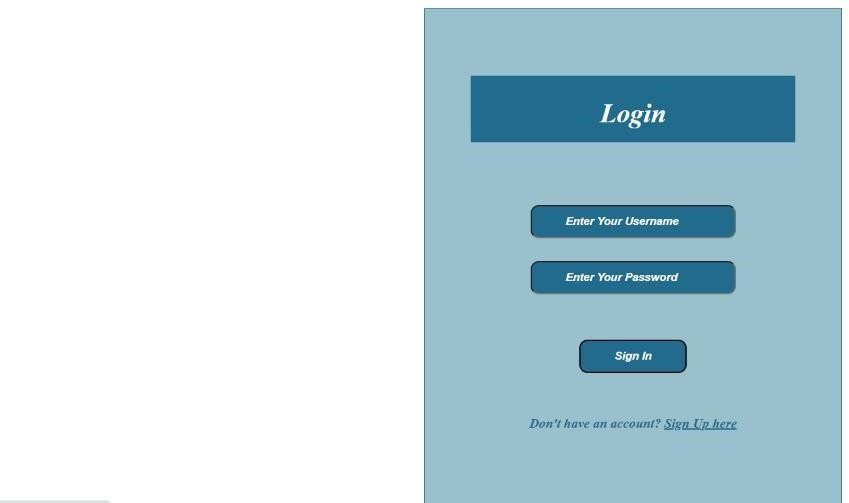 Login
Enter Your Username
Enter Your Password
Sign In
Don't have an account? Sign Up here